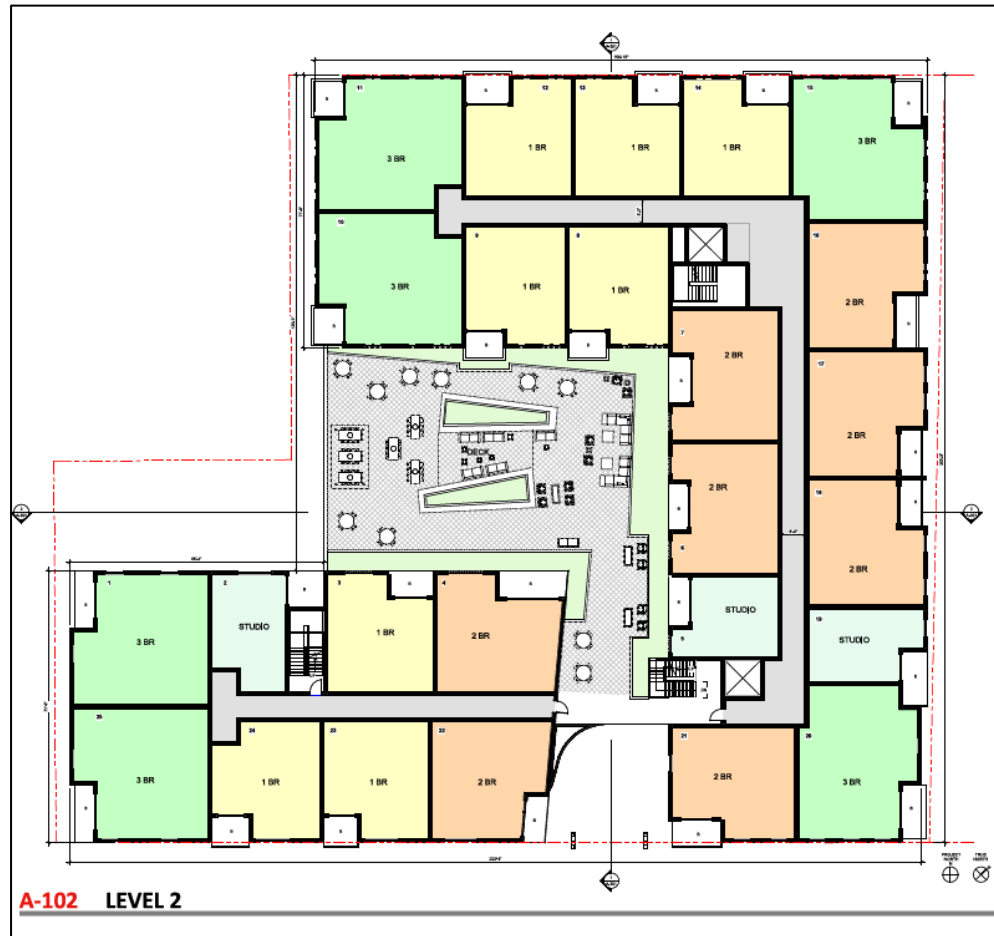 11
12
13
14
15
3 BR
1 BR
1 BR
1 BR
3 BR
10
9
8
16
3 BR
1 BR
1 BR
2 BR
7
2 BR
17
2 BR
DECK
2 BR
6
18
2 BR
1
2
3
4
3 BR
STUDIO
1 BR
2 BR
STUDIO
5
19
STUDIO
25
24
23
22
21
20
3 BR
1 BR
1 BR
2 BR
2 BR
3 BR
PROJECT NORTH
TRUE NORTH
A-102 LEVEL 2